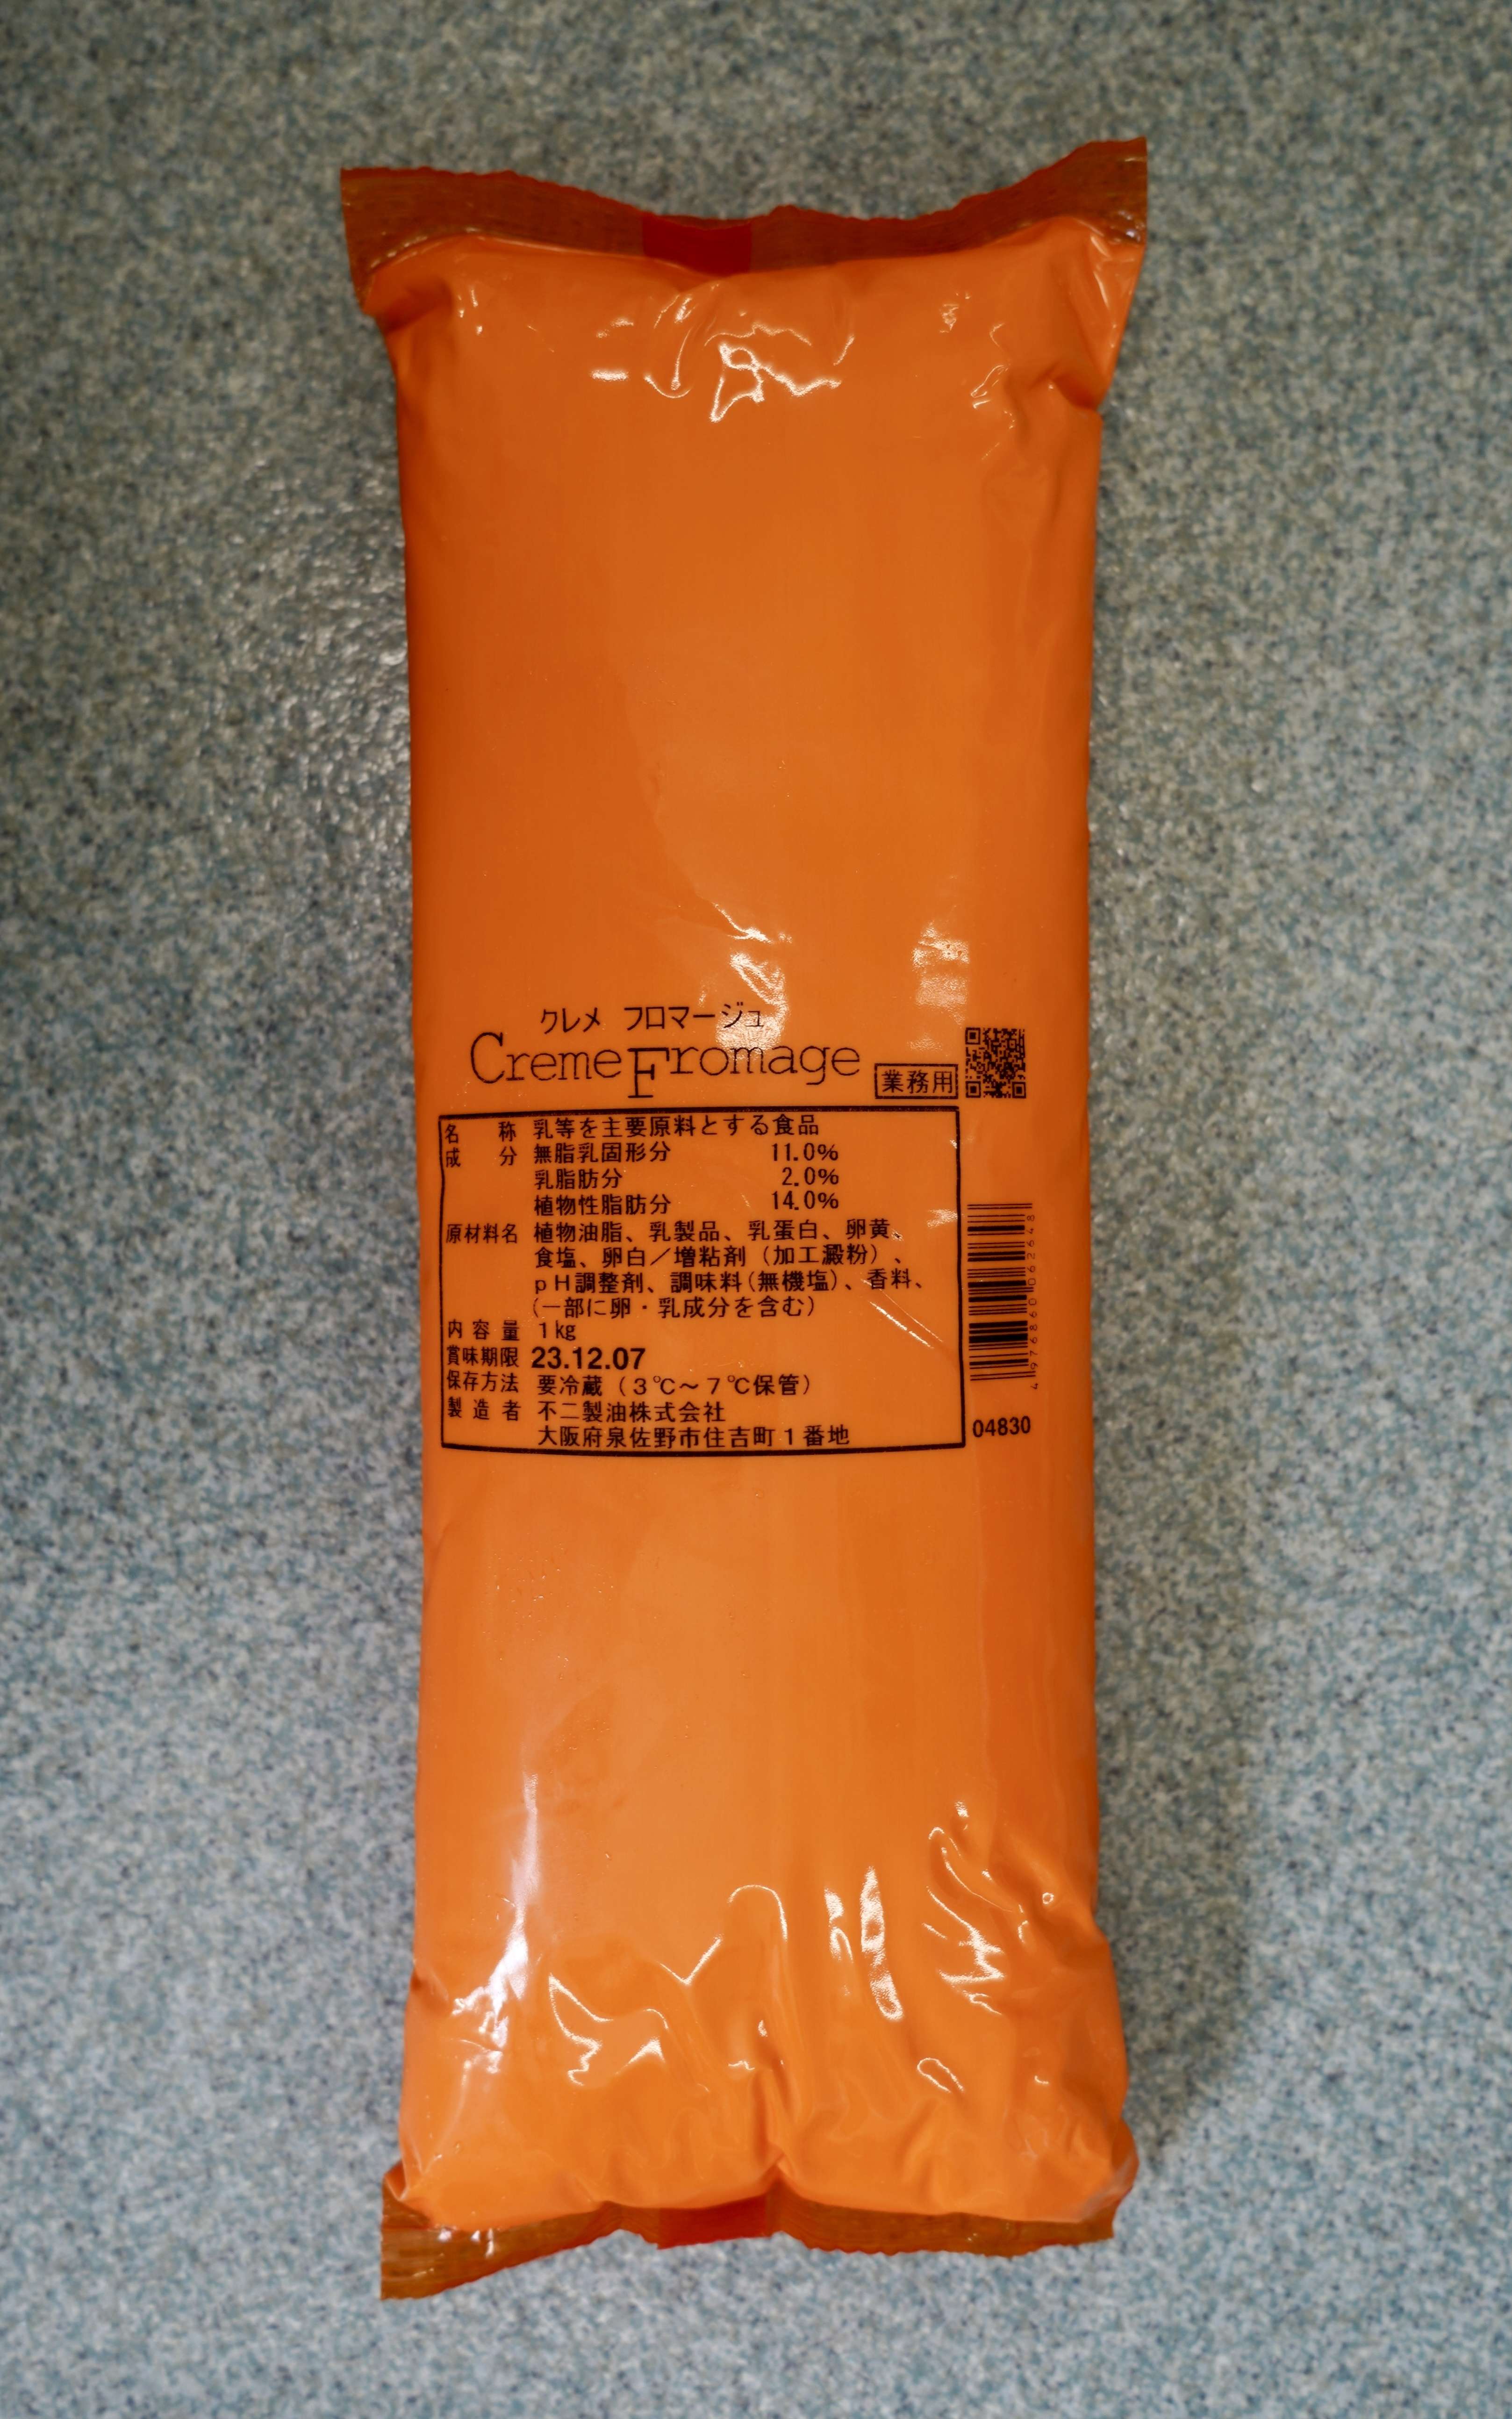 クレメ フロマージュ
Creme Fromage 業務用
名称 乳等を主要原料とする食品
成分 無脂乳固形分 11.0%
乳脂肪分 2.0%
植物性脂肪分 14.0%
原材料名 植物油脂、乳製品、乳蛋白、卵黄、
食塩、卵白／増粘剤（加工澱粉）、
pH調整剤、調味料（無機塩）、香料、
（一部に卵・乳成分を含む）
内容量 1kg
賞味期限 23.12.07
保存方法 要冷蔵（3℃～7℃保管）
製造者 不二製油株式会社
大阪府泉佐野市住吉町1番地
4976860062648
04830